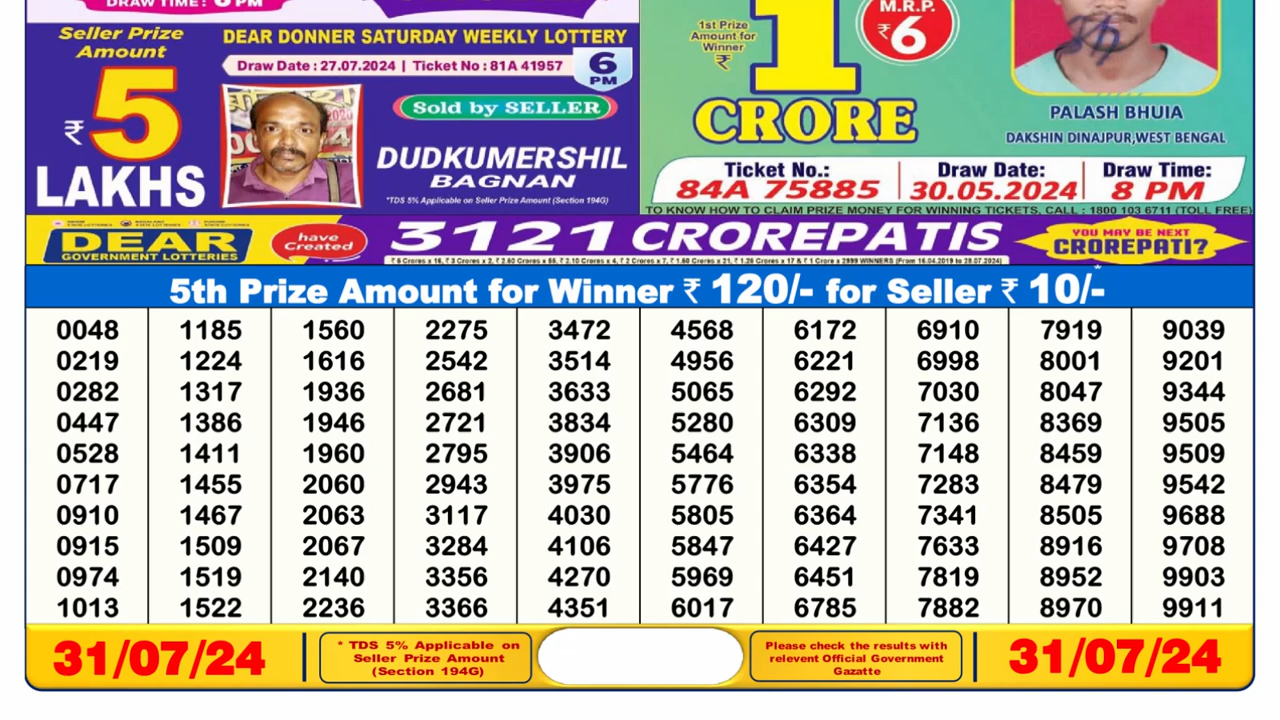 DRAW TIME: 6 PM
Seller Prize
Amount
₹ 5
LAKHS
DEAR DONNER SATURDAY WEEKLY LOTTERY
Draw Date : 27.07.2024 | Ticket No : 81A 41957
6
PM
Sold by SELLER
DUDKUMERSHIL
BAGNAN
*TDS 5% Applicable on Seller Prize Amount (Section 194G)
1st Prize
Amount for
Winner
₹
1
CRORE
M.R.P.
₹6
PALASH BHUIA
DAKSHIN DINAJPUR,WEST BENGAL
Ticket No.: Draw Date: Draw Time:
84A 75885 30.05.2024 8 PM
TO KNOW HOW TO CLAIM PRIZE MONEY FOR WINNING TICKETS, CALL : 1800 103 6711 (TOLL FREE)
DEAR
GOVERNMENT LOTTERIES
have
Created
3121 CROREPATIS
YOU MAY BE NEXT
CROREPATI?
5th Prize Amount for Winner ₹ 120/- for Seller ₹ 10/-*
0048 1185 1560 2275 3472 4568 6172 6910 7919 9039
0219 1224 1616 2542 3514 4956 6221 6998 8001 9201
0282 1317 1936 2681 3633 5065 6292 7030 8047 9344
0447 1386 1946 2721 3834 5280 6309 7136 8369 9505
0528 1411 1960 2795 3906 5464 6338 7148 8459 9509
0717 1455 2060 2943 3975 5776 6354 7283 8479 9542
0910 1467 2063 3117 4030 5805 6364 7341 8505 9688
0915 1509 2067 3284 4106 5847 6427 7633 8916 9708
0974 1519 2140 3356 4270 5969 6451 7819 8952 9903
1013 1522 2236 3366 4351 6017 6785 7882 8970 9911
31/07/24
* TDS 5% Applicable on
Seller Prize Amount
(Section 194G)
Please check the results with
relevent Official Government
Gazatte
31/07/24